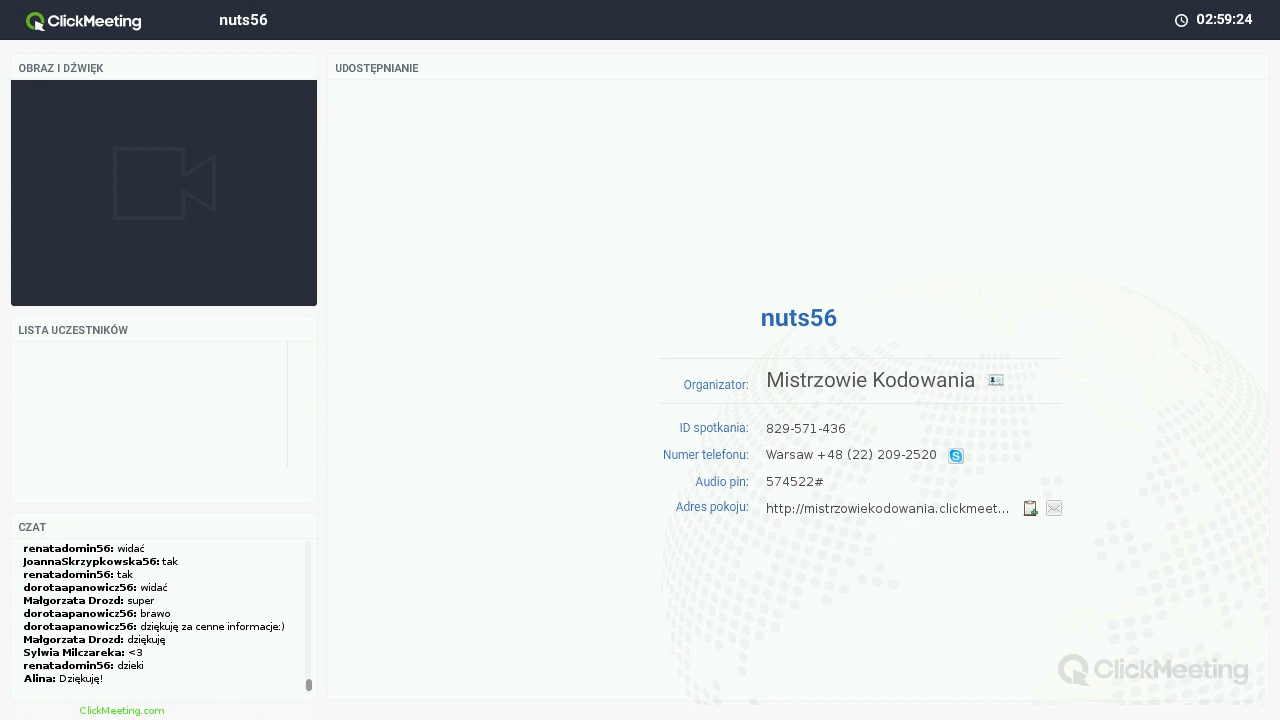 ClickMeeting
nuts56
02:59:24
OBRAZ I DŹWIĘK
UDOSTĘPNIANIE
nuts56
Organizator: Mistrzowie Kodowania
ID spotkania: 829-571-436
Numer telefonu: Warsaw +48 (22) 209-2520
Audio pin: 574522#
Adres pokoju: http://mistrzowiekodowania.clickmeet...
LISTA UCZESTNIKÓW
CZAT
renatadomin56: widać
JoannaSkrzypkowska56: tak
renatadomin56: tak
dorotaapanowicz56: widać
Małgorzata Drozd: super
dorotaapanowicz56: brawo
dorotaapanowicz56: dziękuję za cenne informacje:)
Małgorzata Drozd: dziękuję
Sylwia Milczareka: <3
renatadomin56: dzieki
Alina: Dziękuję!
ClickMeeting
ClickMeeting.com